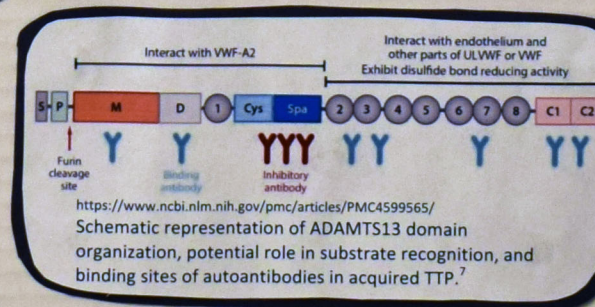 Interact with VWF-A2
Interact with endothelium and
other parts of ULVWF or VWF
Exhibit disulfide bond reducing activity
S P M D 1 Cys Spa 2 3 4 5 6 7 8 C1 C2
Furin
cleavage
site
Binding
antibody
Inhibitory
antibody
https://www.ncbi.nlm.nih.gov/pmc/articles/PMC4599565/
Schematic representation of ADAMTS13 domain
organization, potential role in substrate recognition, and
binding sites of autoantibodies in acquired TTP.7